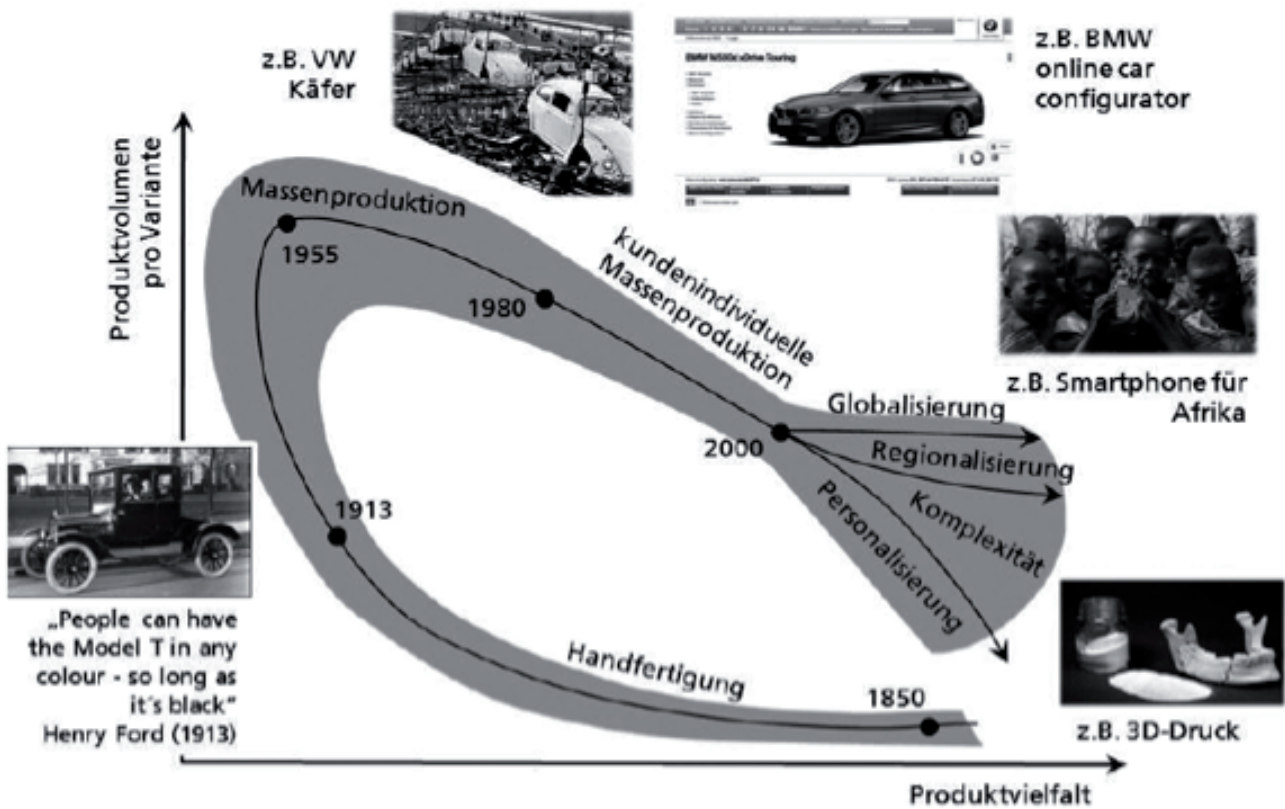 z.B. VW
Käfer
z.B. BMW
online car
configurator
Produktvolumen
pro Variante
Massenproduktion
1955
1980
kundenindividuelle
Massenproduktion
z.B. Smartphone für
Afrika
Globalisierung
2000
Regionalisierung
Komplexität
Personalisierung
1913
„People can have
the Model T in any
colour - so long as
it´s black“
Henry Ford (1913)
Handfertigung
1850
z.B. 3D-Druck
Produktvielfalt